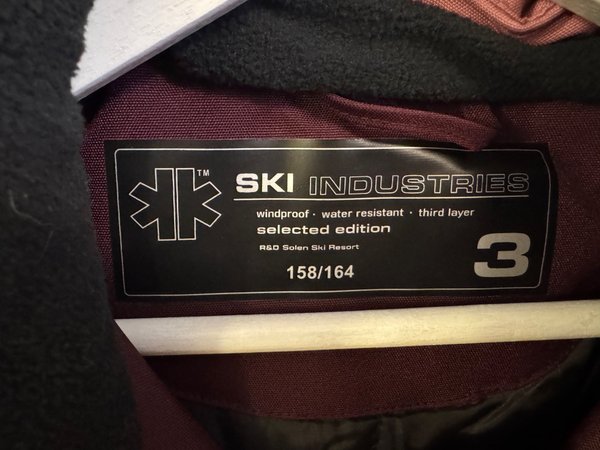 TM
SKI INDUSTRIES
windproof · water resistant · third layer
selected edition
R&D Solen Ski Resort
158/164
3